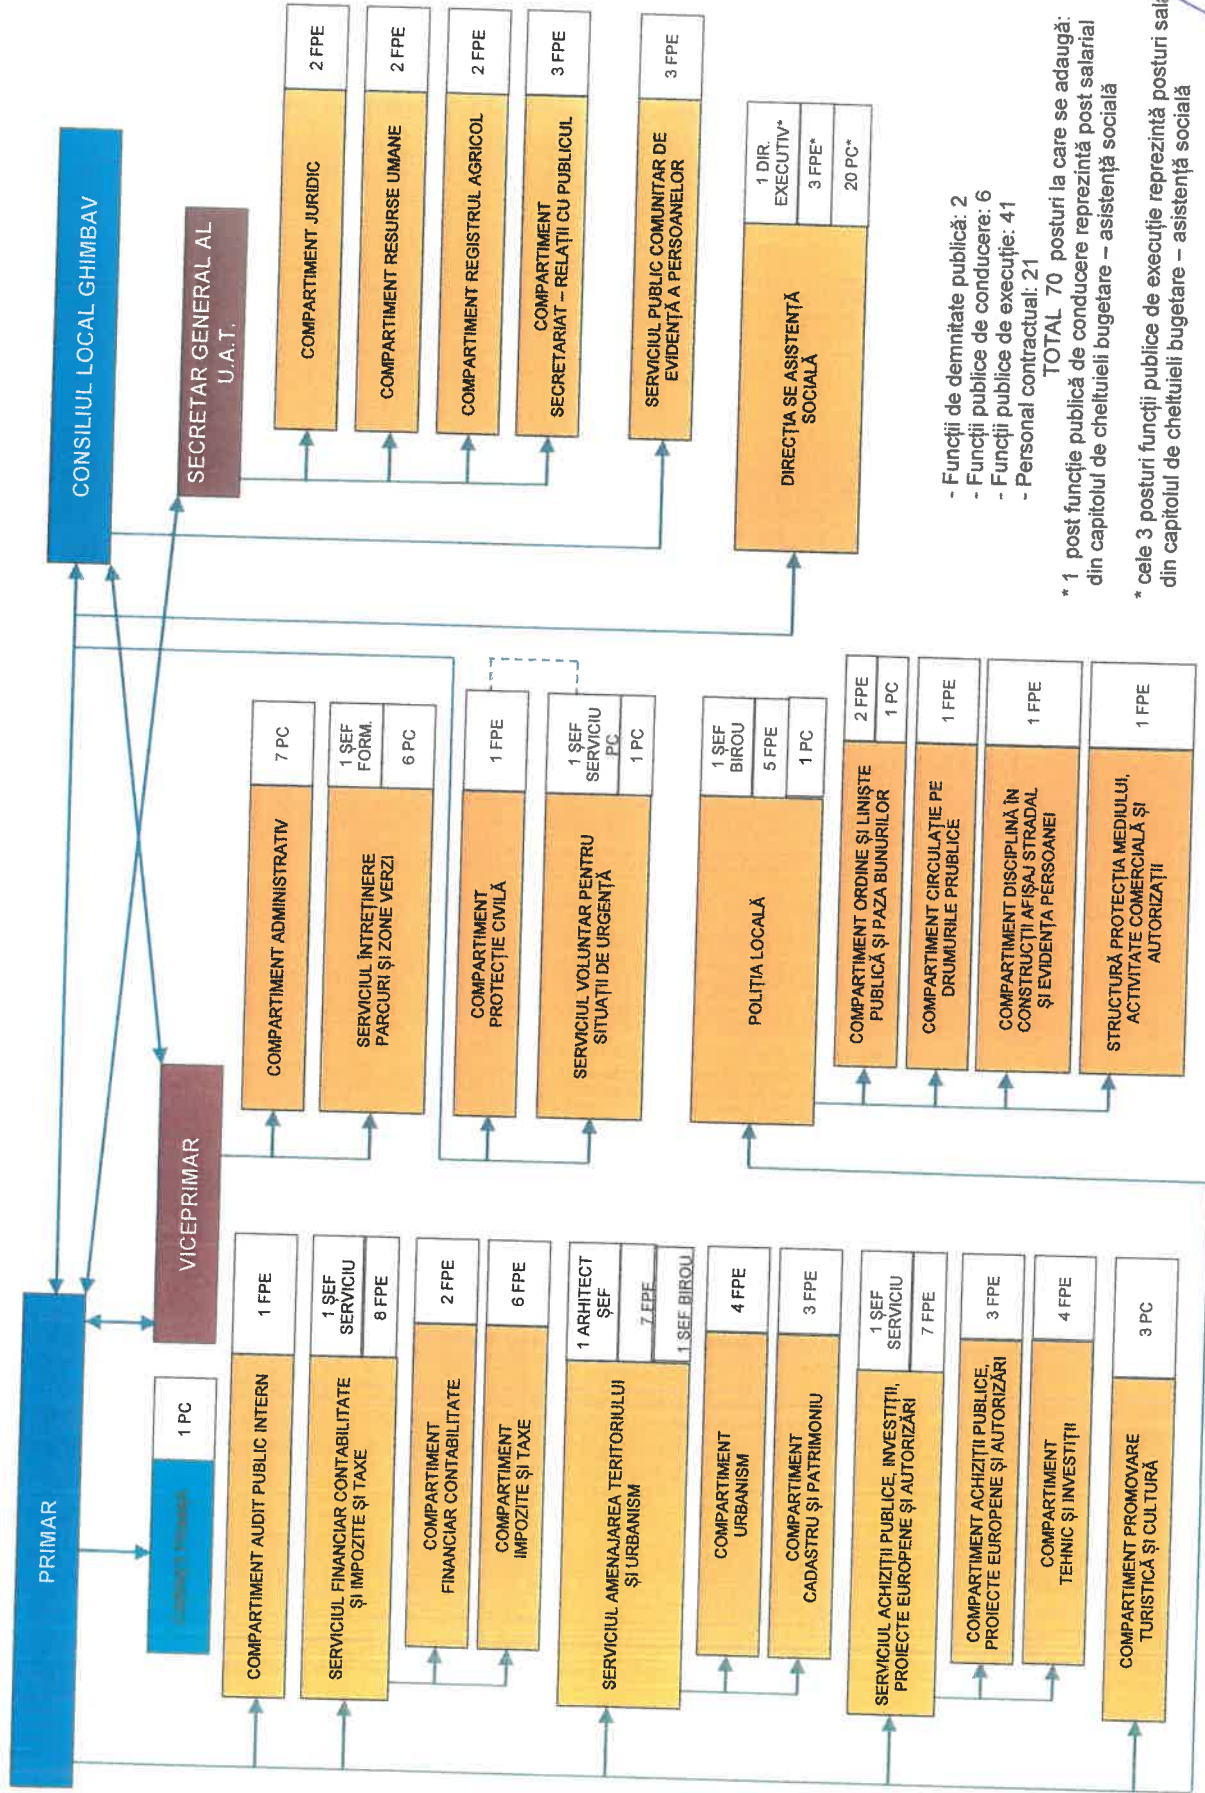 PRIMAR
CONSILIUL LOCAL GHIMBAV
1 PC
VICEPRIMAR
SECRETAR GENERAL AL
U.A.T.
COMPARTIMENT AUDIT PUBLIC INTERN
1 FPE
SERVICIUL FINANCIAR CONTABILITATE
ȘI IMPOZITE ȘI TAXE
1 ȘEF
SERVICIU
8 FPE
COMPARTIMENT
FINANCIAR CONTABILITATE
2 FPE
COMPARTIMENT
IMPOZITE ȘI TAXE
6 FPE
SERVICIUL AMENAJAREA TERITORIULUI
ȘI URBANISM
1 ARHITECT
ȘEF
7 FPE
1 ȘEF BIROU
COMPARTIMENT
URBANISM
4 FPE
COMPARTIMENT
CADASTRU ȘI PATRIMONIU
3 FPE
SERVICIUL ACHIZIȚII PUBLICE, INVESTIȚII,
PROIECTE EUROPENE ȘI AUTORIZĂRI
1 ȘEF
SERVICIU
7 FPE
COMPARTIMENT ACHIZIȚII PUBLICE,
PROIECTE EUROPENE ȘI AUTORIZĂRI
3 FPE
COMPARTIMENT
TEHNIC ȘI INVESTIȚII
4 FPE
COMPARTIMENT PROMOVARE
TURISTICĂ ȘI CULTURĂ
3 PC
COMPARTIMENT ADMINISTRATIV
7 PC
SERVICIUL ÎNTREȚINERE
PARCURI ȘI ZONE VERZI
1 ȘEF
FORM.
6 PC
COMPARTIMENT
PROTECȚIE CIVILĂ
1 FPE
SERVICIUL VOLUNTAR PENTRU
SITUAȚII DE URGENȚĂ
1 ȘEF
SERVICIU
PC
1 PC
POLIȚIA LOCALĂ
1 ȘEF
BIROU
5 FPE
1 PC
COMPARTIMENT ORDINE ȘI LINIȘTE
PUBLICĂ ȘI PAZA BUNURILOR
2 FPE
1 PC
COMPARTIMENT CIRCULAȚIE PE
DRUMURILE PRUBLICE
1 FPE
COMPARTIMENT DISCIPLINĂ ÎN
CONSTRUCȚII AFIȘAJ STRADAL
ȘI EVIDENȚA PERSOANEI
1 FPE
STRUCTURĂ PROTECȚIA MEDIULUI,
ACTIVITATE COMERCIALĂ ȘI
AUTORIZAȚII
1 FPE
COMPARTIMENT JURIDIC
2 FPE
COMPARTIMENT RESURSE UMANE
2 FPE
COMPARTIMENT REGISTRUL AGRICOL
2 FPE
COMPARTIMENT
SECRETARIAT – RELAȚII CU PUBLICUL
3 FPE
SERVICIUL PUBLIC COMUNITAR DE
EVIDENȚĂ A PERSOANELOR
3 FPE
DIRECȚIA SE ASISTENȚĂ
SOCIALĂ
1 DIR.
EXECUTIV*
3 FPE*
20 PC*
- Funcții de demnitate publică: 2
- Funcții publice de conducere: 6
- Funcții publice de execuție: 41
- Personal contractual: 21
TOTAL 70 posturi la care se adaugă:
* 1 post funcție publică de conducere reprezintă post salarial
din capitolul de cheltuieli bugetare – asistență socială
* cele 3 posturi funcții publice de execuție reprezintă posturi sala
din capitolul de cheltuieli bugetare – asistență socială